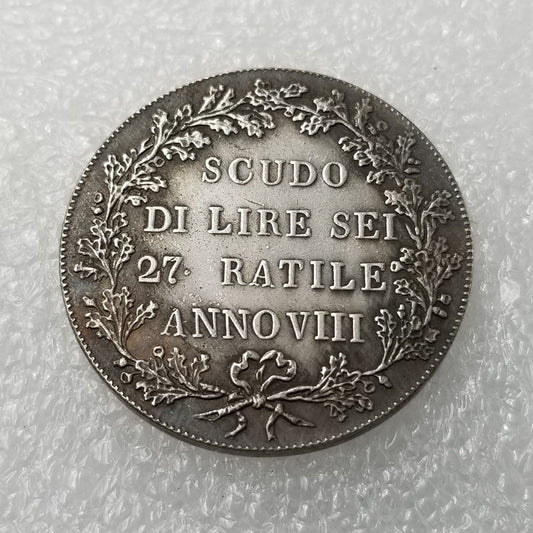 SCUDO
DI LIRE SEI
27. RATILE
ANNO VIII